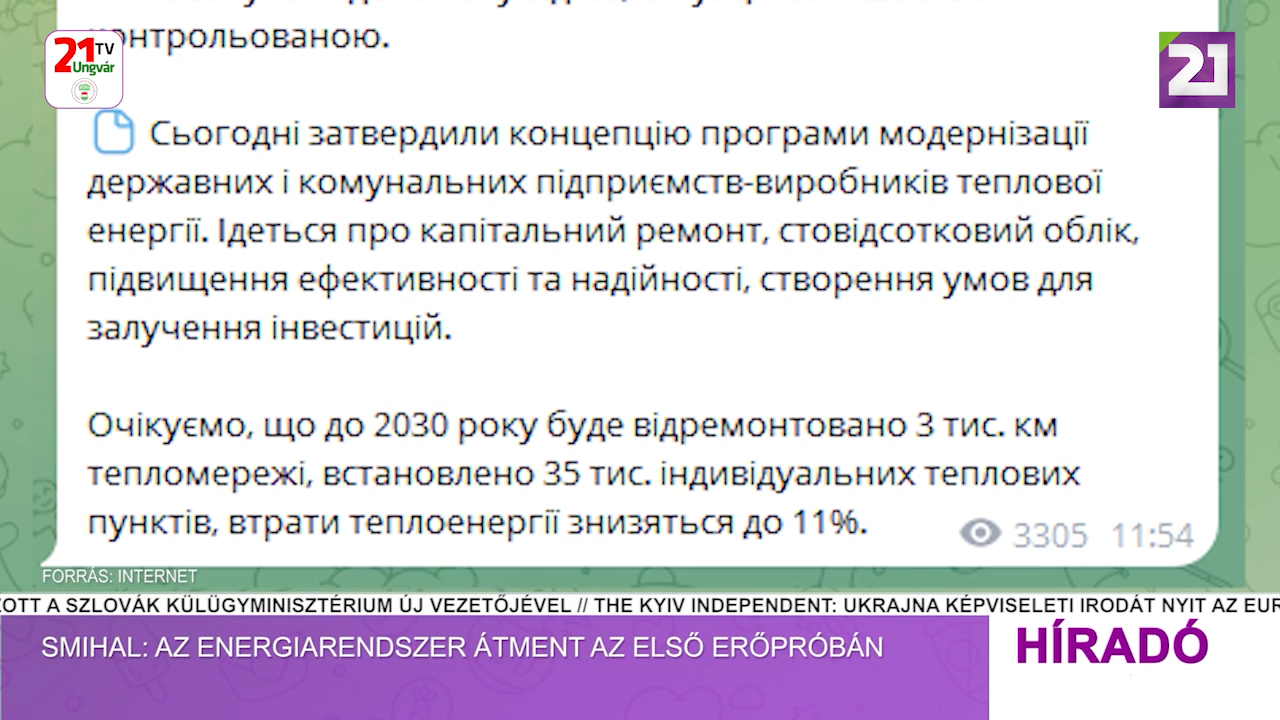 контрольованою.
21 TV
Ungvár
21
Сьогодні затвердили концепцію програми модернізації
державних і комунальних підприємств-виробників теплової
енергії. Ідеться про капітальний ремонт, стовідсотковий облік,
підвищення ефективності та надійності, створення умов для
залучення інвестицій.
Очікуємо, що до 2030 року буде відремонтовано 3 тис. км
тепломережі, встановлено 35 тис. індивідуальних теплових
пунктів, втрати теплоенергії знизяться до 11%.
3305 11:54
FORRÁS: INTERNET
ZOTT A SZLOVÁK KÜLÜGYMINISZTÉRIUM ÚJ VEZETŐJÉVEL // THE KYIV INDEPENDENT: UKRAJNA KÉPVISELETI IRODÁT NYIT AZ EUR
SMIHAL: AZ ENERGIARENDSZER ÁTMENT AZ ELSŐ ERŐPRÓBÁN
HÍRADÓ